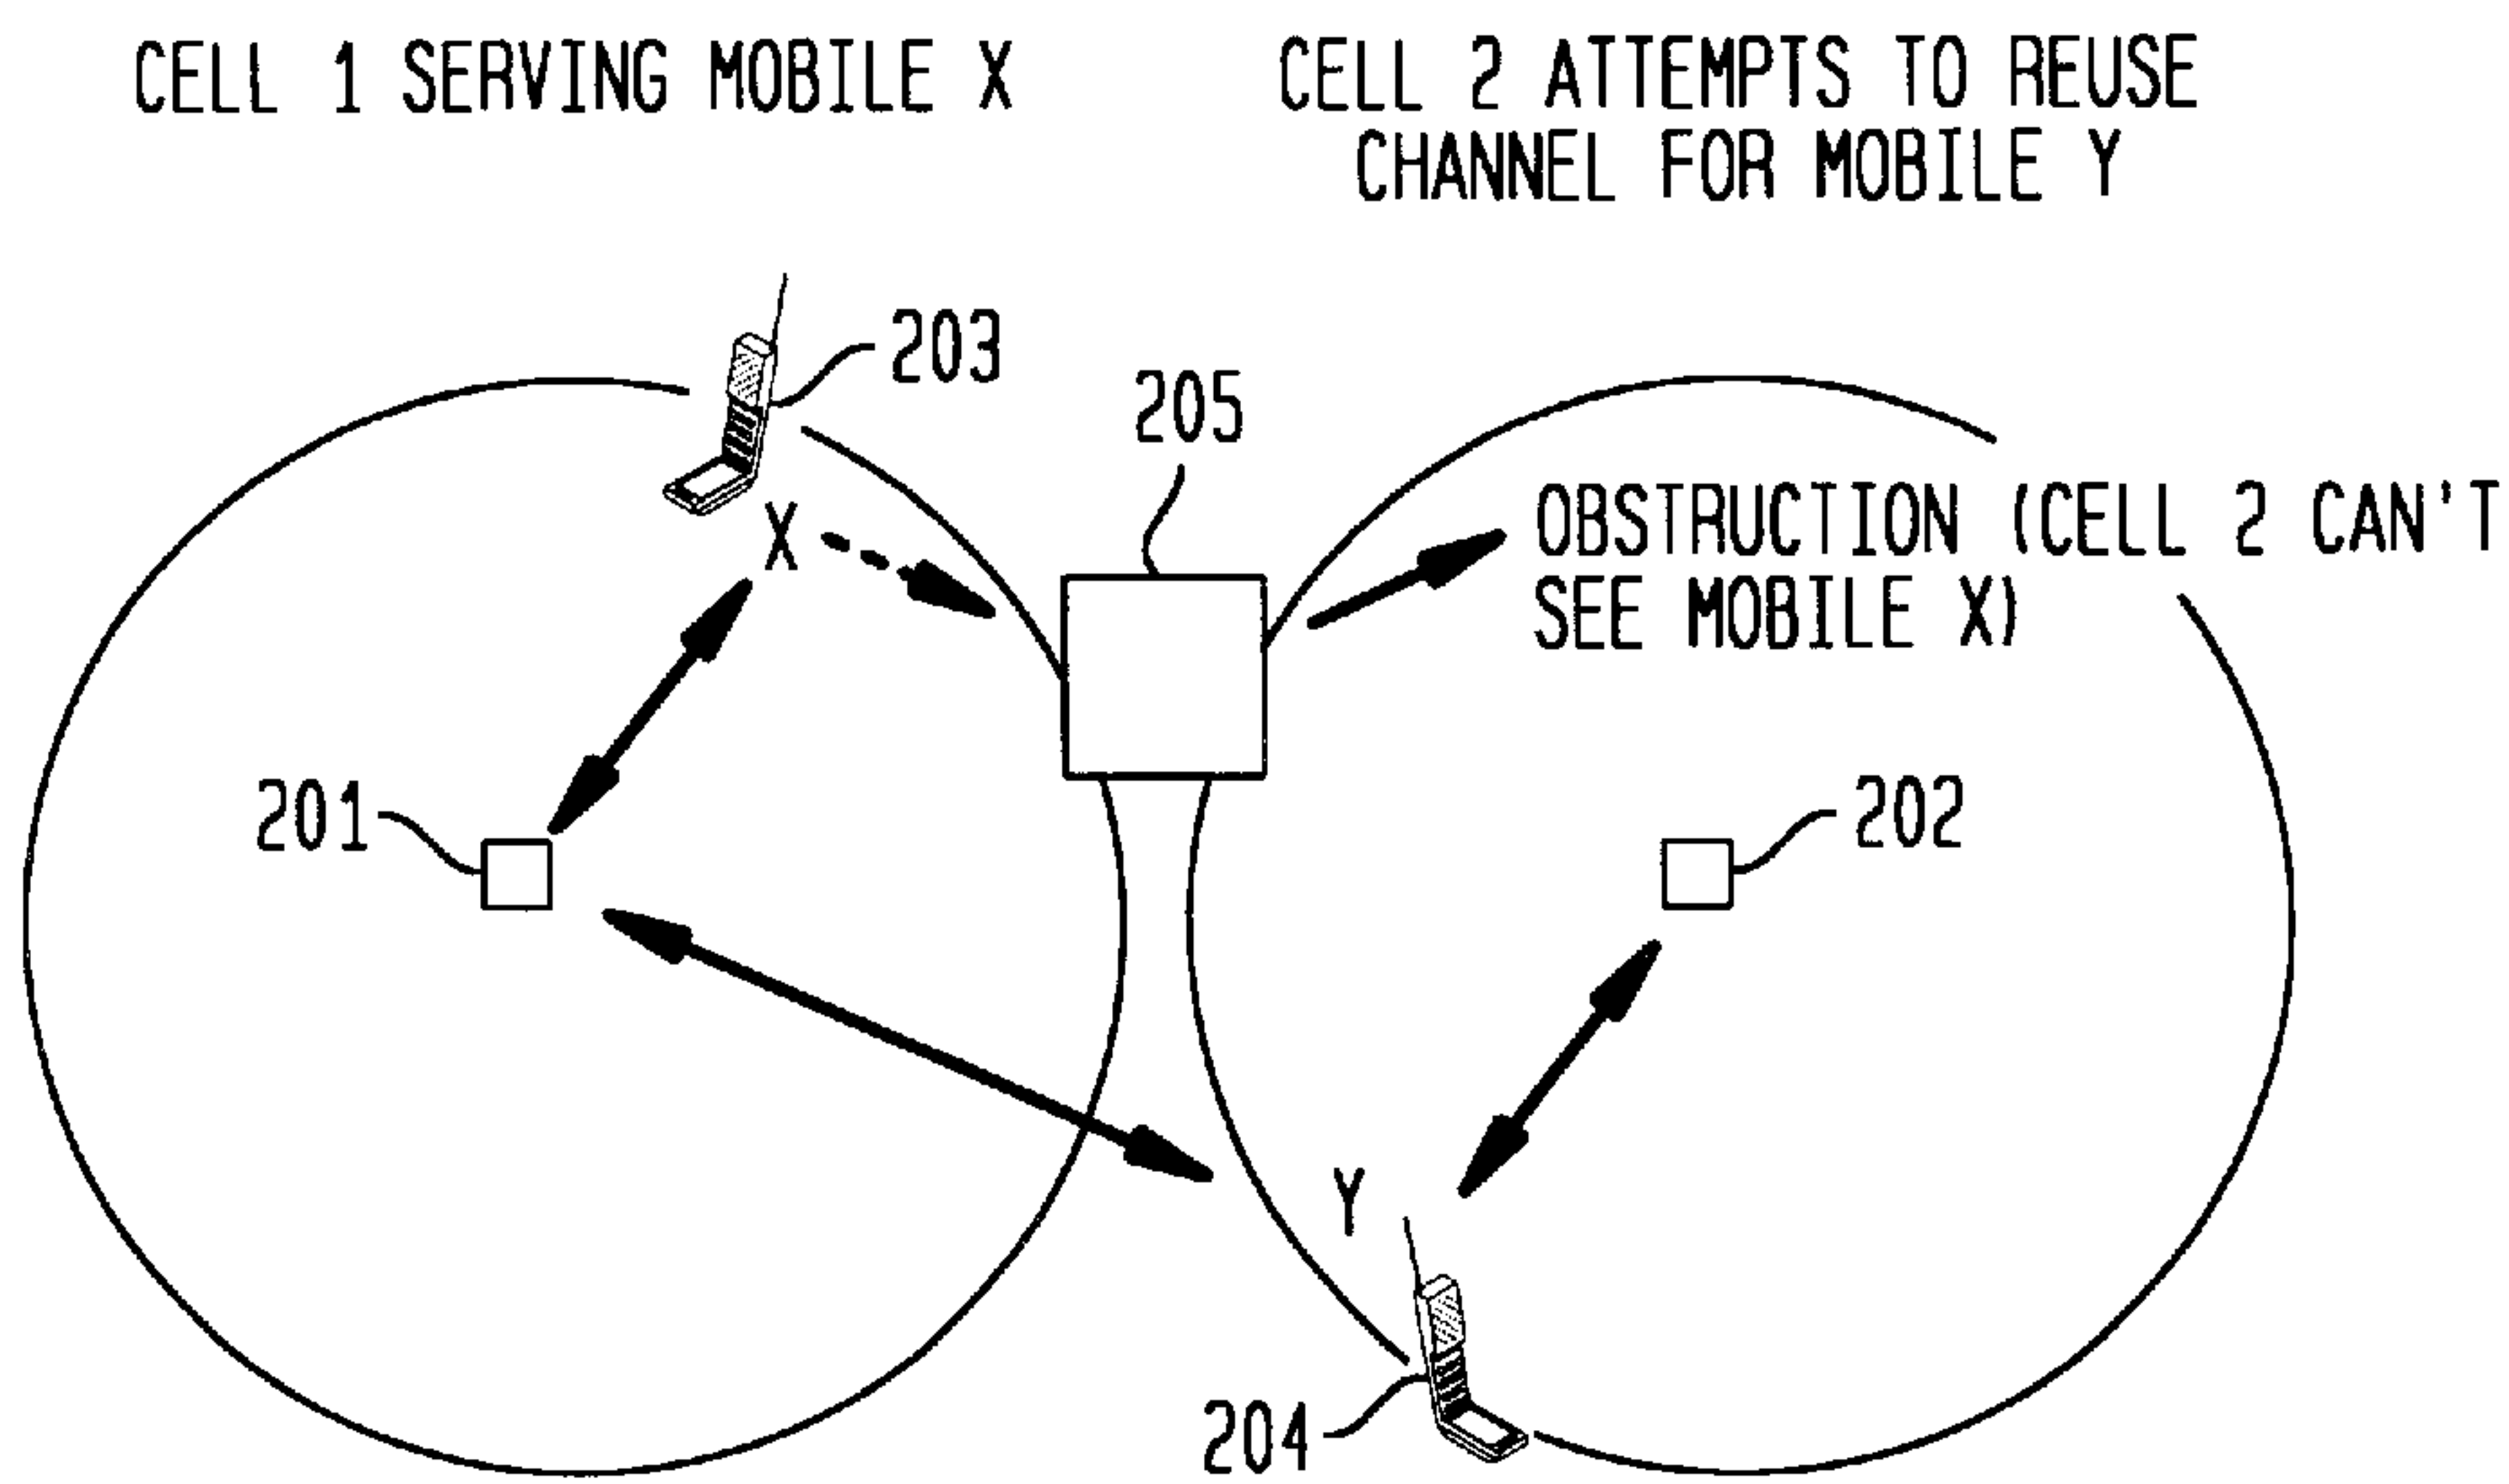 CELL 1 SERVING MOBILE X
CELL 2 ATTEMPTS TO REUSE
CHANNEL FOR MOBILE Y
203
205
X
OBSTRUCTION (CELL 2 CAN'T
SEE MOBILE X)
201
202
Y
204